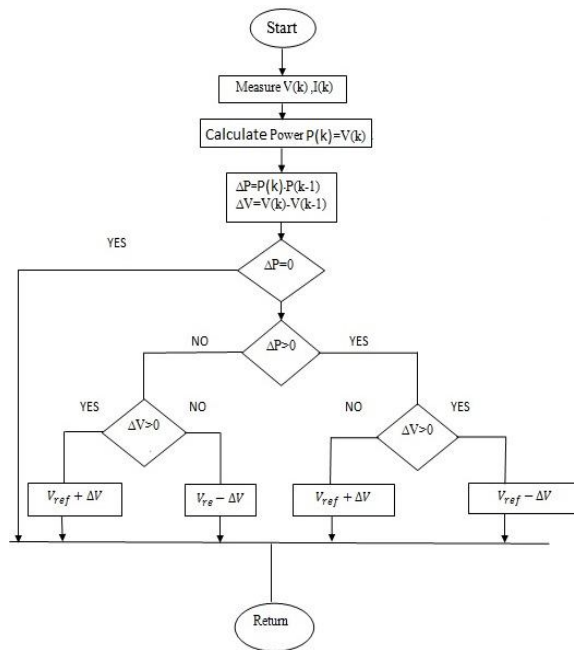 Start
Measure V(k) ,I(k)
Calculate Power P(k)=V(k) .
ΔP=P(k)-P(k-1)
ΔV=V(k)-V(k-1)
YES
ΔP=0
NO
ΔP>0
YES
YES
ΔV>0
NO
NO
ΔV>0
YES
V_ref + ΔV
V_re − ΔV
V_ref + ΔV
V_ref − ΔV
Return